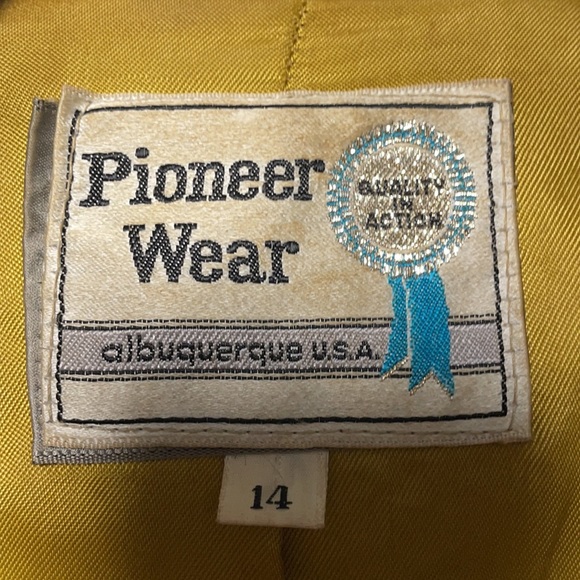 Pioneer
Wear
QUALITY
IN
ACTION
albuquerque U.S.A.
14